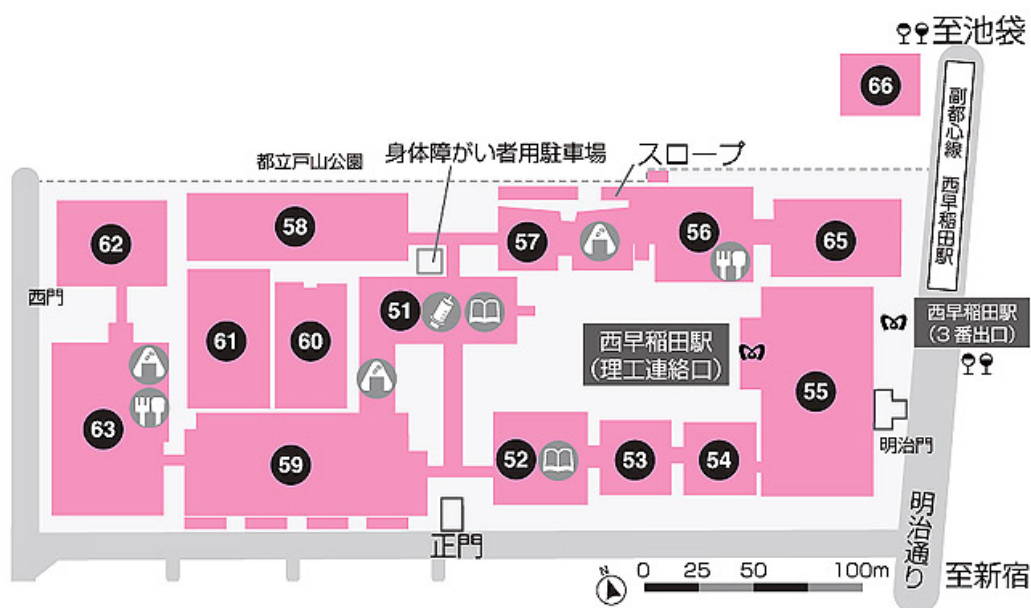 至池袋
66
副都心線 西早稲田駅
都立戸山公園
身体障がい者用駐車場
スロープ
58
57
56
65
62
西門
51
61
60
西早稲田駅
(3番出口)
西早稲田駅
(理工連絡口)
55
明治門
63
59
52
53
54
正門
明治通り
至新宿
N
0 25 50 100m